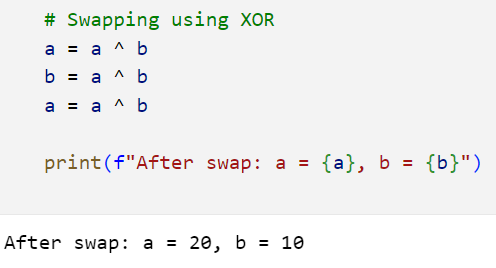 # Swapping using XOR
a = a ^ b
b = a ^ b
a = a ^ b
print(f"After swap: a = {a}, b = {b}")
After swap: a = 20, b = 10